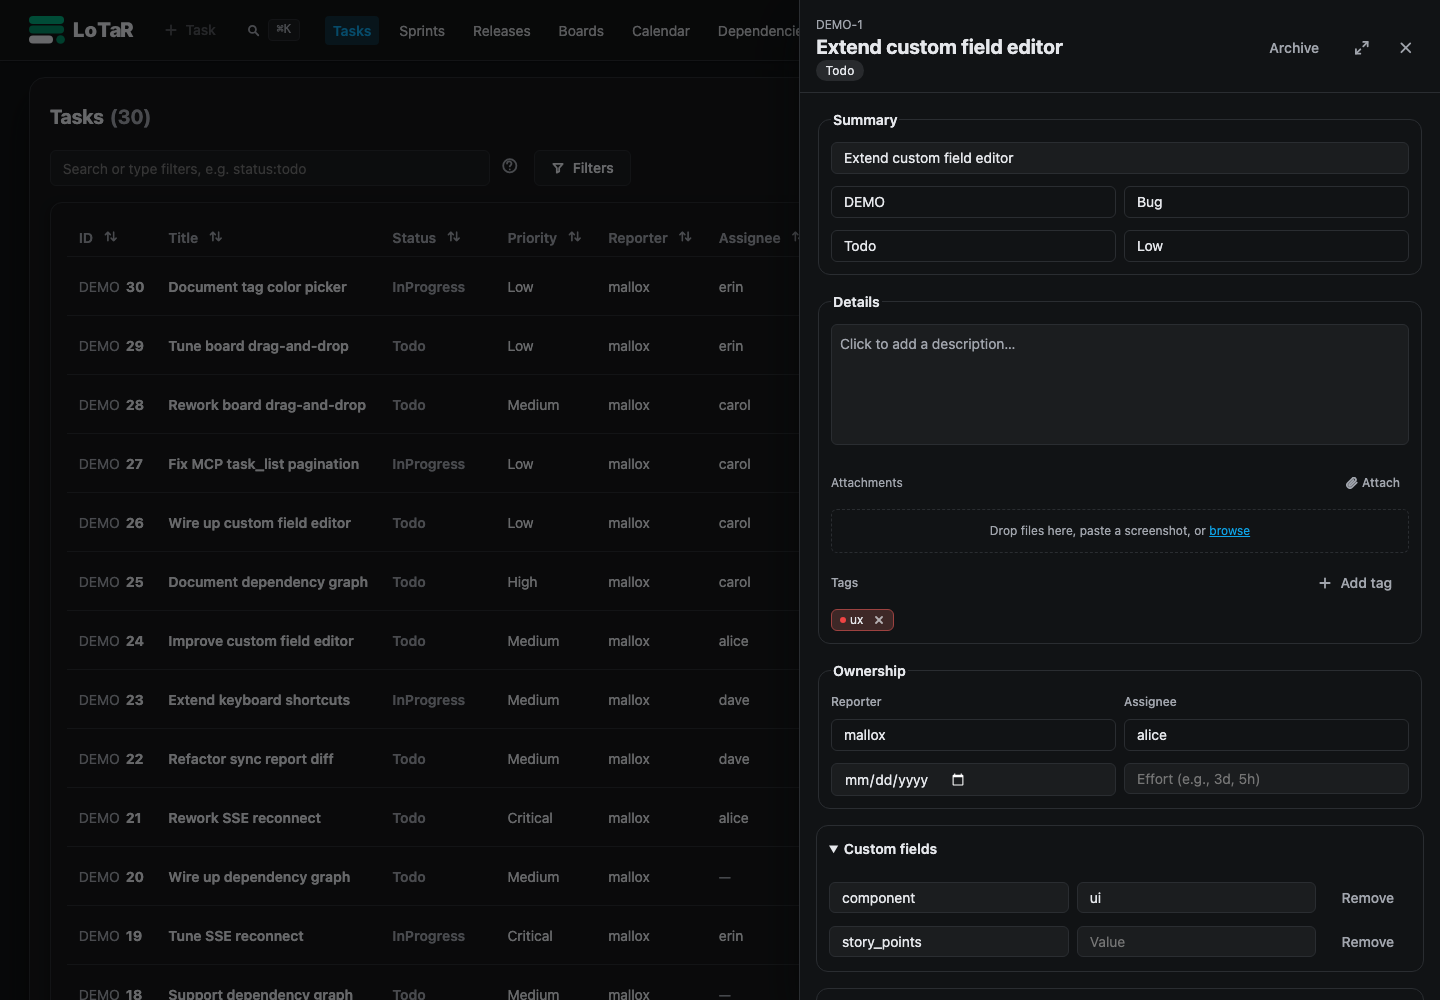 LoTaR
+ Task
⌘K
Tasks
Sprints
Releases
Boards
Calendar
Tasks (30)
Search or type filters, e.g. status:todo
Filters
ID Title Status Priority Reporter Assignee
DEMO 30 Document tag color picker InProgress Low mallox erin
DEMO 29 Tune board drag-and-drop Todo Low mallox erin
DEMO 28 Rework board drag-and-drop Todo Medium mallox carol
DEMO 27 Fix MCP task_list pagination InProgress Low mallox carol
DEMO 26 Wire up custom field editor Todo Low mallox carol
DEMO 25 Document dependency graph Todo High mallox carol
DEMO 24 Improve custom field editor Todo Medium mallox alice
DEMO 23 Extend keyboard shortcuts InProgress Medium mallox dave
DEMO 22 Refactor sync report diff Todo Medium mallox dave
DEMO 21 Rework SSE reconnect Todo Critical mallox alice
DEMO 20 Wire up dependency graph Todo Medium mallox —
DEMO 19 Tune SSE reconnect InProgress Critical mallox erin
DEMO 18 Support dependency graph Todo Medium mallox —
DEMO-1
Extend custom field editor
Todo
Archive
Summary
Extend custom field editor
DEMO Bug
Todo Low
Details
Click to add a description...
Attachments Attach
Drop files here, paste a screenshot, or browse
Tags + Add tag
ux ×
Ownership
Reporter Assignee
mallox alice
mm/dd/yyyy Effort (e.g., 3d, 5h)
▼ Custom fields
component ui Remove
story_points Value Remove